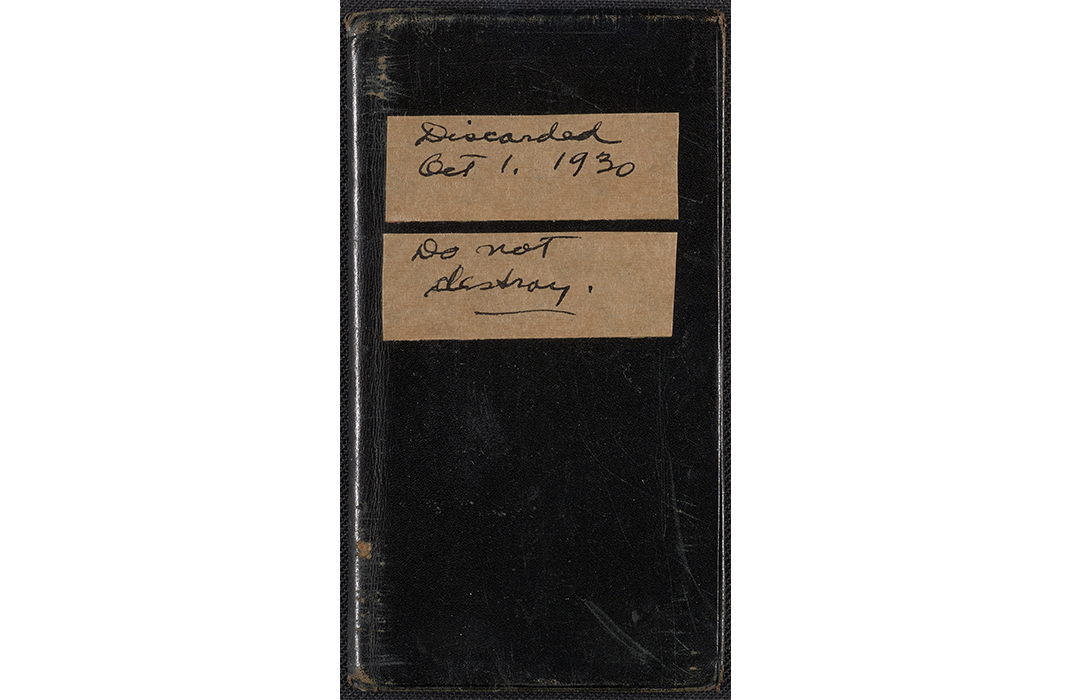 Discarded
Oct 1. 1930
Do not
destroy.